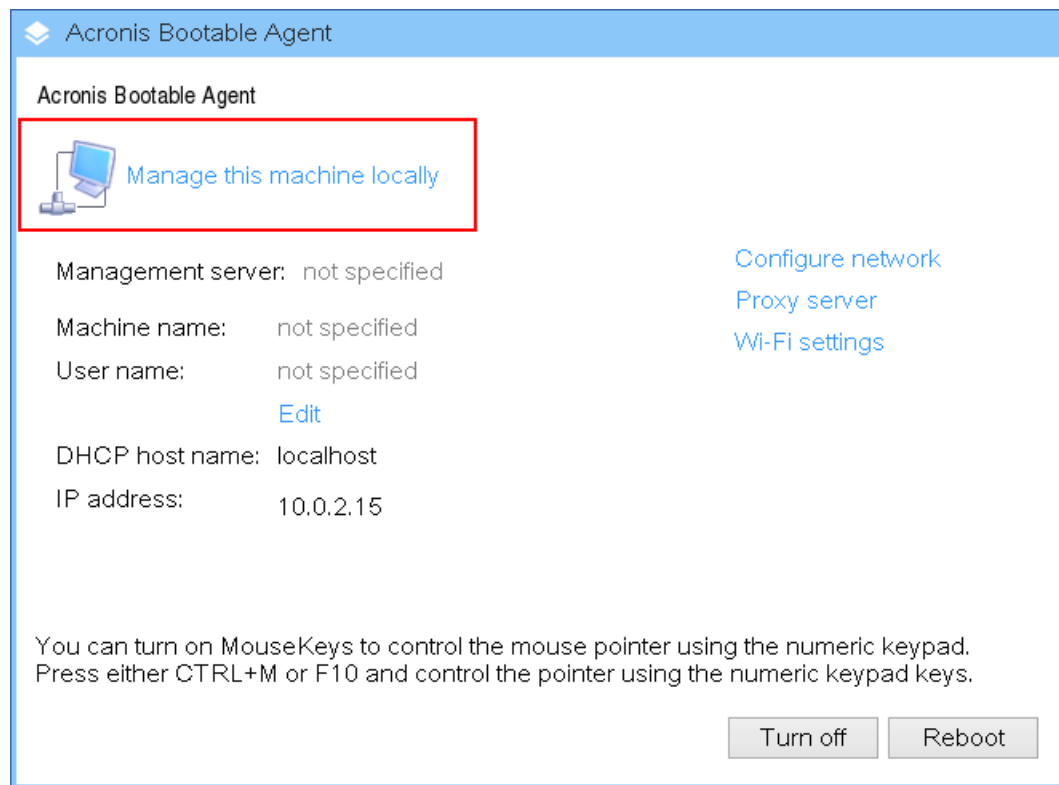 Acronis Bootable Agent
Acronis Bootable Agent
Manage this machine locally
Management server: not specified
Machine name: not specified
User name: not specified
Edit
DHCP host name: localhost
IP address: 10.0.2.15
Configure network
Proxy server
Wi-Fi settings
You can turn on MouseKeys to control the mouse pointer using the numeric keypad.
Press either CTRL+M or F10 and control the pointer using the numeric keypad keys.
Turn off
Reboot